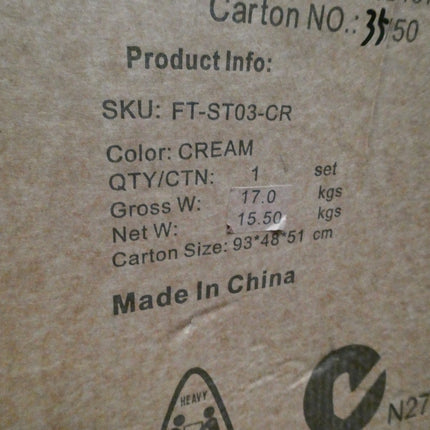 Carton NO.: 35/50
Product Info:
SKU: FT-ST03-CR
Color: CREAM
QTY/CTN: 1 set
Gross W: 17.0 kgs
Net W: 15.50 kgs
Carton Size: 93*48*51 cm
Made In China
HEAVY
N27